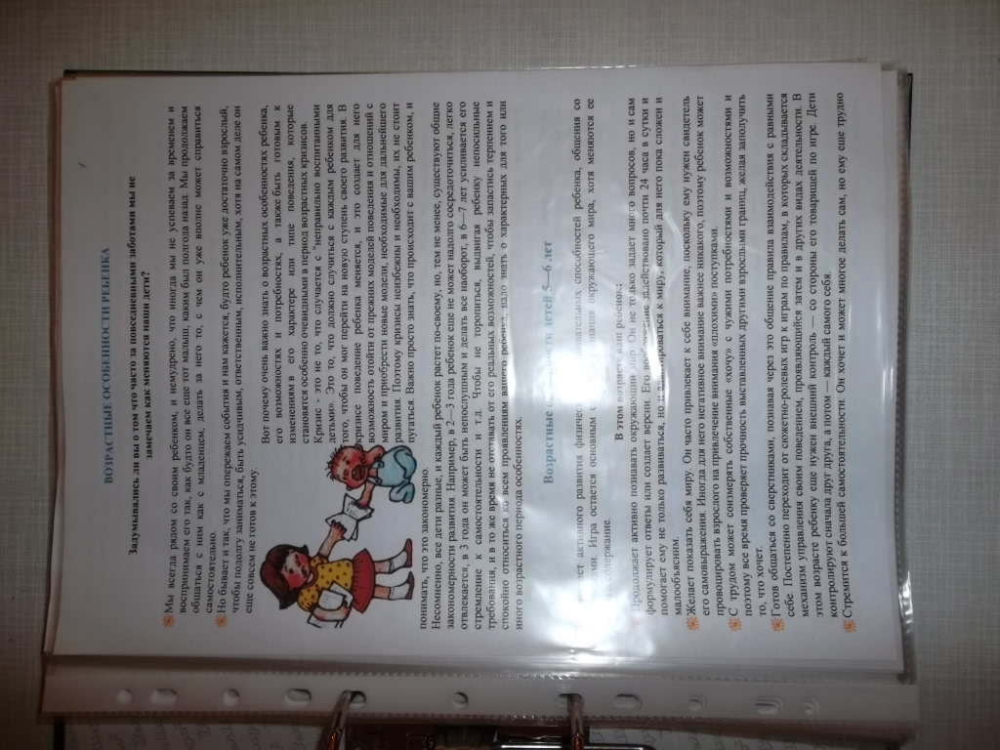 ВОЗРАСТНЫЕ ОСОБЕННОСТИ РЕБЕНКА
Задумывались ли вы о том что часто за повседневными заботами мы не
замечаем как меняются наши дети?
Мы всегда рядом со своим ребенком, и немудрено, что иногда мы не успеваем за временем и
воспринимаем его так, как будто он все еще тот малыш, каким был полгода назад. Мы продолжаем
общаться с ним как с младенцем, делать за него то, с чем он уже вполне может справиться
самостоятельно.
Но бывает и так, что мы опережаем события и нам кажется, будто ребенок уже достаточно взрослый,
чтобы подолгу заниматься, быть усидчивым, ответственным, исполнительным, хотя на самом деле он
еще совсем не готов к этому.
Вот почему очень важно знать о возрастных особенностях ребенка,
его возможностях и потребностях, а также быть готовым к
изменениям в его характере или типе поведения, которые
становятся особенно очевидными в период возрастных кризисов.
Кризис - это не то, что случается с "неправильно воспитанными
детьми». Это то, что должно случиться с каждым ребенком для
того, чтобы он мог перейти на новую ступень своего развития. В
кризисе поведение ребенка меняется, и это создает для него
возможность отойти от прежних моделей поведения и отношений с
миром и приобрести новые модели, необходимые для дальнейшего
развития. Поэтому кризисы неизбежны и необходимы, их не стоит
пугаться. Важно просто знать, что происходит с вашим ребенком, и
понимать, что это закономерно.
Несомненно, все дети разные, и каждый ребенок растет по-своему, но, тем не менее, существуют общие
закономерности развития. Например, в 2—3 года ребенок еще не может надолго сосредоточиться, легко
отвлекается, в 3 года он может быть непослушным и делать все наоборот, в 6—7 лет усиливается его
стремление к самостоятельности и т.д. Чтобы не торопиться, выдвигая ребенку непосильные
требования, и в то же время не отставать от его реальных возможностей, чтобы запастись терпением и
спокойно относиться ко всем проявлениям вашего ребенка, надо знать о характерных для того или
иного возрастного периода особенностях.
Возрастные детей 5—6 лет
активного развития физических познавательных способностей ребенка, общения со
Игра остается основным окружающего мира, хотя меняются ее
содержание.
В этом возрасте ваш ребенок:
Продолжает активно познавать окружающий мир. Он не только задает много вопросов, но и сам
формулирует ответы или создает версии. Его задействовано почти 24 часа в сутки и
помогает ему не только развиваться, но и адаптироваться к миру, который для него пока сложен и
малообъясним.
Желает показать себя миру. Он часто привлекает к себе внимание, поскольку ему нужен свидетель
его самовыражения. Иногда для него негативное внимание важнее никакого, поэтому ребенок может
провоцировать взрослого на привлечение внимания «плохими» поступками.
С трудом может соизмерять собственные «хочу» с чужими потребностями и возможностями и
поэтому все время проверяет прочность выставленных другими взрослыми границ, желая заполучить
то, что хочет.
Готов общаться со сверстниками, познавая через это общение правила взаимодействия с равными
себе. Постепенно переходит от сюжетно-ролевых игр к играм по правилам, в которых складывается
механизм управления своим поведением, проявляющийся затем и в других видах деятельности. В
этом возрасте ребенку еще нужен внешний контроль — со стороны его товарищей по игре. Дети
контролируют сначала друг друга, а потом — каждый самого себя.
Стремится к большей самостоятельности. Он хочет и может многое делать сам, но ему еще трудно